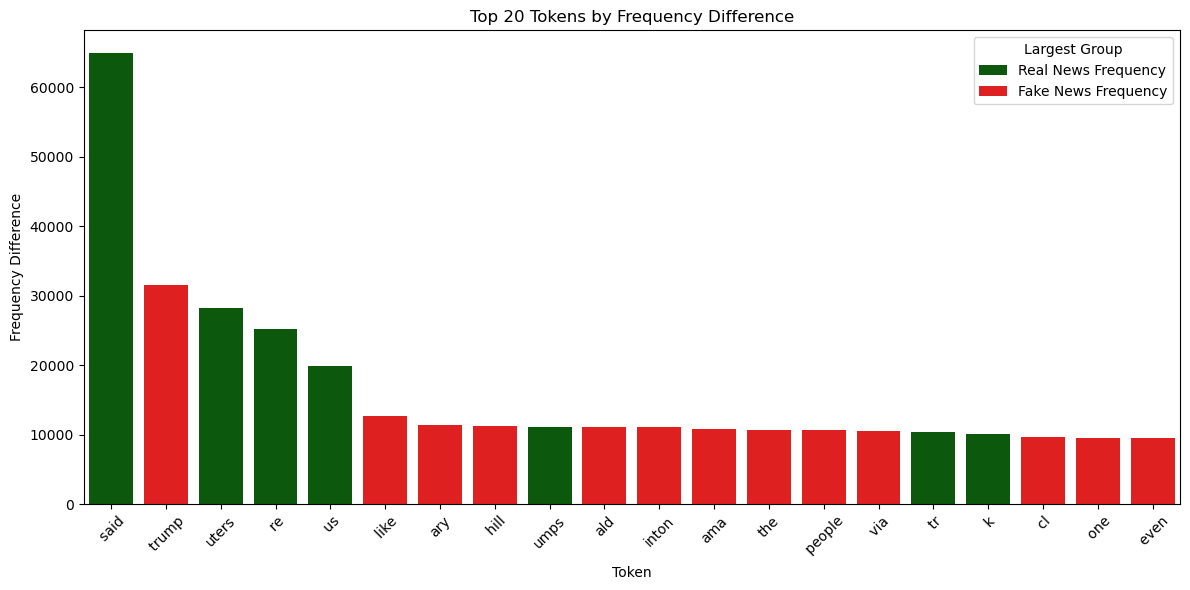 Top 20 Tokens by Frequency Difference
Largest Group
Real News Frequency
Fake News Frequency
Frequency Difference
60000
50000
40000
30000
20000
10000
0
said trump uters re us like ary hill umps ald inton ama the people via tr k cl one even
Token